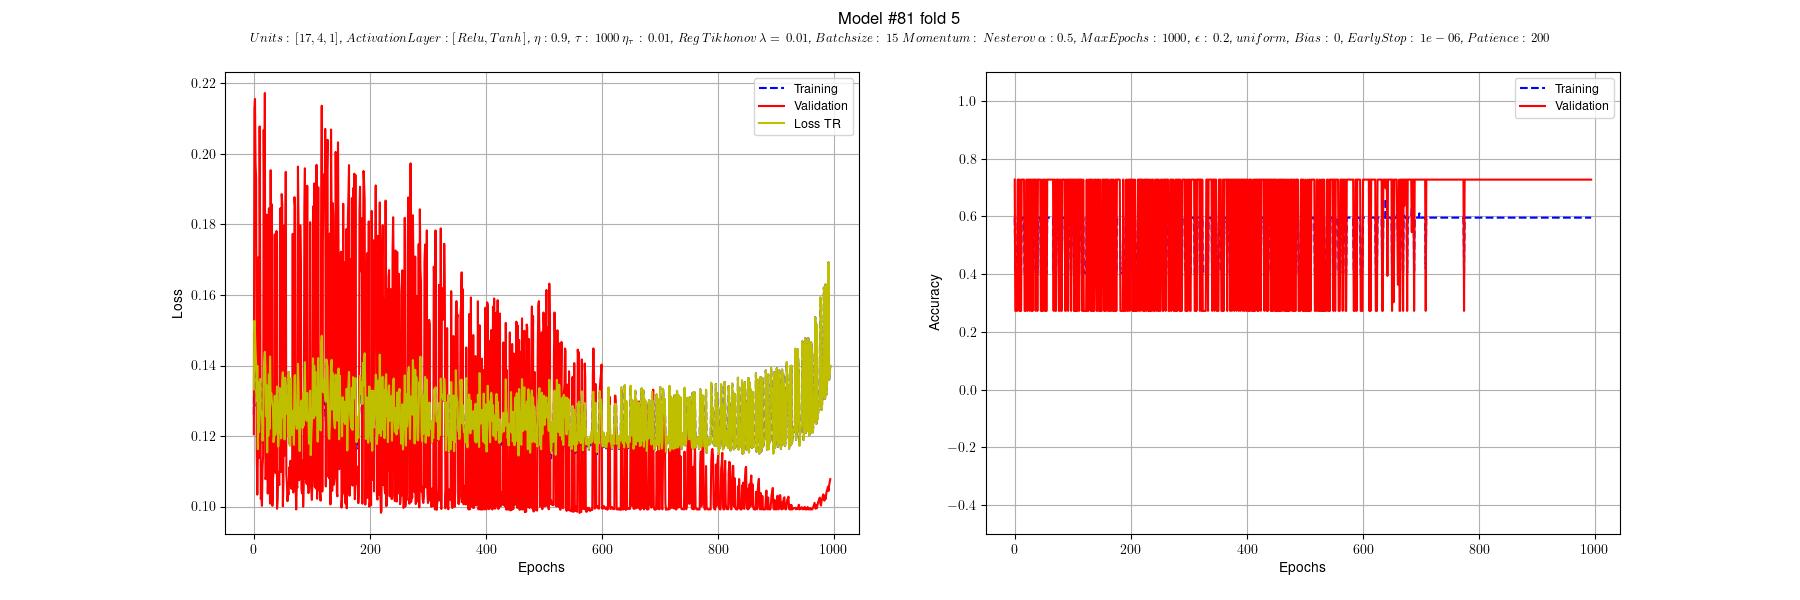 Model #81 fold 5
Units : [17, 4, 1], ActivationLayer : [Relu, Tanh], η : 0.9, τ : 1000 ητ : 0.01, Reg Tikhonov λ = 0.01, Batchsize : 15 Momentum : Nesterov α : 0.5, MaxEpochs : 1000, ϵ : 0.2, uniform, Bias : 0, EarlyStop : 1e − 06, Patience : 200
Loss
0.22
0.20
0.18
0.16
0.14
0.12
0.10
0 200 400 600 800 1000
Epochs
Training
Validation
Loss TR
Accuracy
1.0
0.8
0.6
0.4
0.2
0.0
−0.2
−0.4
0 200 400 600 800 1000
Epochs
Training
Validation